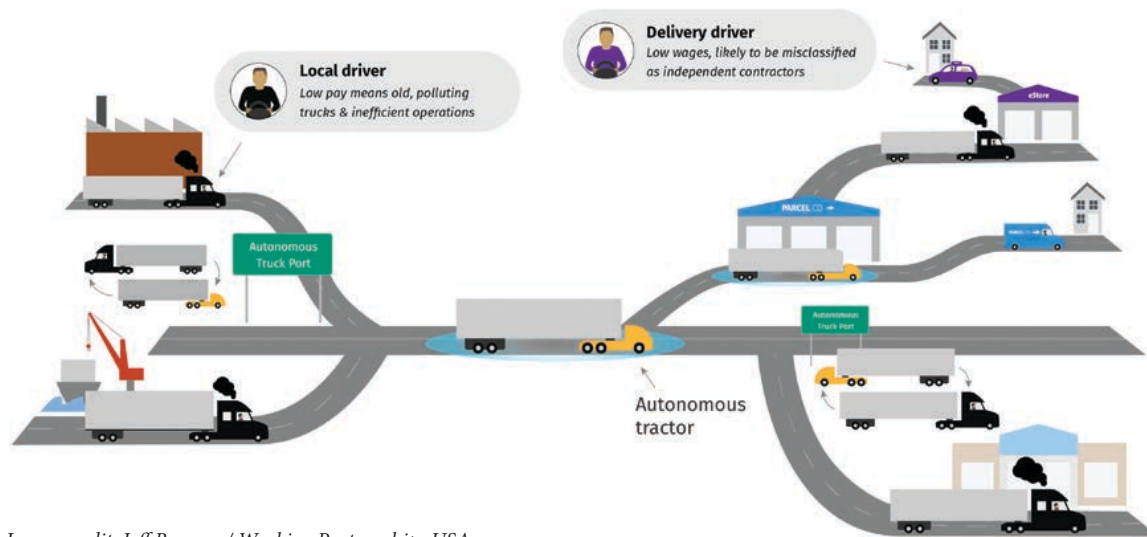 Delivery driver
Low wages, likely to be misclassified
as independent contractors
Local driver
Low pay means old, polluting
trucks & inefficient operations
eStore
PARCEL CO
Autonomous
Truck Port
Autonomous
Truck Port
Autonomous
tractor